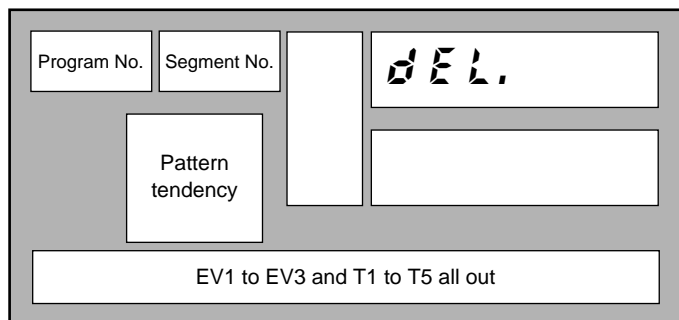 Program No.
Segment No.
dEL.
Pattern
tendency
EV1 to EV3 and T1 to T5 all out